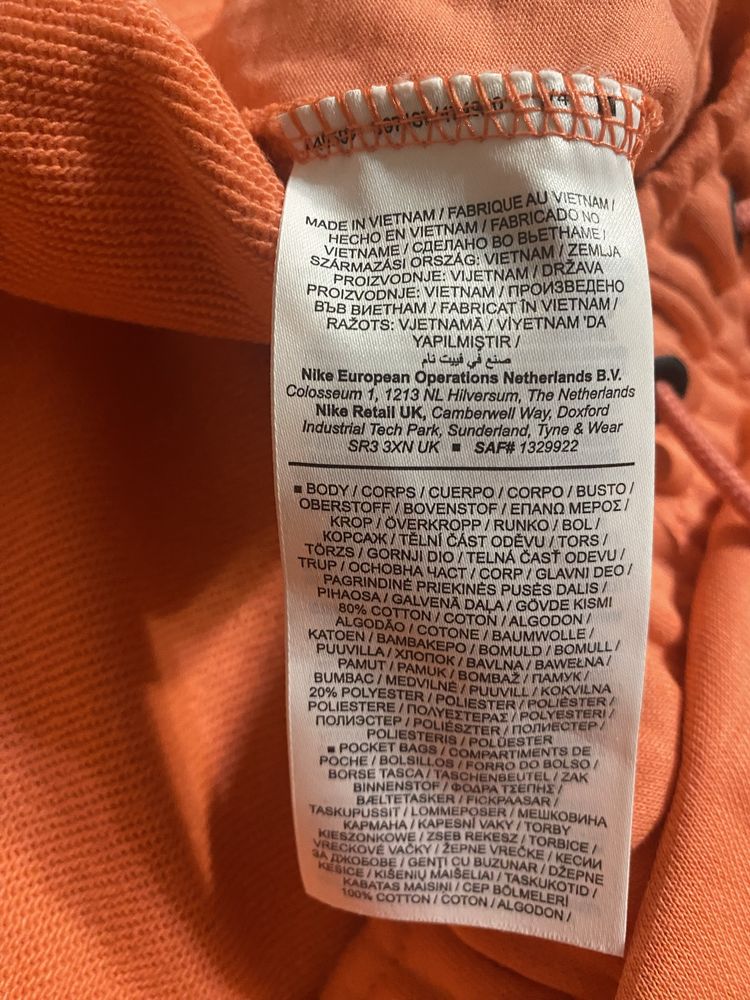 MADE IN VIETNAM / FABRIQUE AU VIETNAM /
HECHO EN VIETNAM / FABRICADO NO
VIETNAME / СДЕЛАНО ВО ВЬЕТНАМЕ /
SZÁRMAZÁSI ORSZÁG: VIETNAM / ZEMLJA
PROIZVODNJE: VIJETNAM / DRŽAVA
PROIZVODNJE: VIETNAM / ПРОИЗВЕДЕНО
ВЪВ ВИЕТНАМ / FABRICAT ÎN VIETNAM /
RAŽOTS: VJETNAMĀ / VİYETNAM 'DA
YAPILMIŞTIR /
صنع في فييت نام
Nike European Operations Netherlands B.V.
Colosseum 1, 1213 NL Hilversum, The Netherlands
Nike Retail UK, Camberwell Way, Doxford
Industrial Tech Park, Sunderland, Tyne & Wear
SR3 3XN UK ■ SAF# 1329922
■ BODY / CORPS / CUERPO / CORPO / BUSTO /
OBERSTOFF / BOVENSTOF / ΕΠΑΝΩ ΜΕΡΟΣ /
KROP / ÖVERKROPP / RUNKO / BOL /
КОРСАЖ / TĚLNÍ ČÁST ODĚVU / TORS /
TÖRZS / GORNJI DIO / TELNÁ ČASŤ ODEVU /
TRUP / ОСНОВНА ЧАСТ / CORP / GLAVNI DEO /
PAGRINDINĖ PRIEKINĖS PUSĖS DALIS /
PIHAOSA / GALVENĀ DAĻA / GÖVDE KISMI
80% COTTON / COTON / ALGODON /
ALGODÃO / COTONE / BAUMWOLLE /
KATOEN / ΒΑΜΒΑΚΕΡΟ / BOMULD / BOMULL /
PUUVILLA / ХЛОПОК / BAVLNA / BAWEŁNA /
PAMUT / PAMUK / BOMBAŽ / ПАМУК /
BUMBAC / MEDVILNĖ / PUUVILL / KOKVILNA
20% POLYESTER / POLIESTER / POLIÉSTER /
POLIESTERE / ΠΟΛΥΕΣΤΕΡΑΣ / POLYESTERI /
ПОЛИЭСТЕР / POLIÉSZTER / ПОЛИЕСТЕР /
POLIESTERIS / POLÜESTER
■ POCKET BAGS / COMPARTIMENTS DE
POCHE / BOLSILLOS / FORRO DO BOLSO /
BORSE TASCA / TASCHENBEUTEL / ZAK
BINNENSTOF / ΦΟΔΡΑ ΤΣΕΠΗΣ /
BÆLTETASKER / FICKPÅSAR /
TASKUPUSSIT / LOMMEPOSER / МЕШКОВИНА
КАРМАНА / KAPESNÍ VAKY / TORBY
KIESZONKOWE / ZSEB REKESZ / TORBICE /
VRECKOVÉ VAČKY / ŽEPNE VREČKE / КЕСИИ
ЗА ДЖОБОВЕ / GENȚI CU BUZUNAR / DŽEPNE
KESICE / KIŠENIŲ MAIŠELIAI / TASKUKOTID /
KABATAS MAISIŅI / CEP BÖLMELERİ
100% COTTON / COTON / ALGODON /